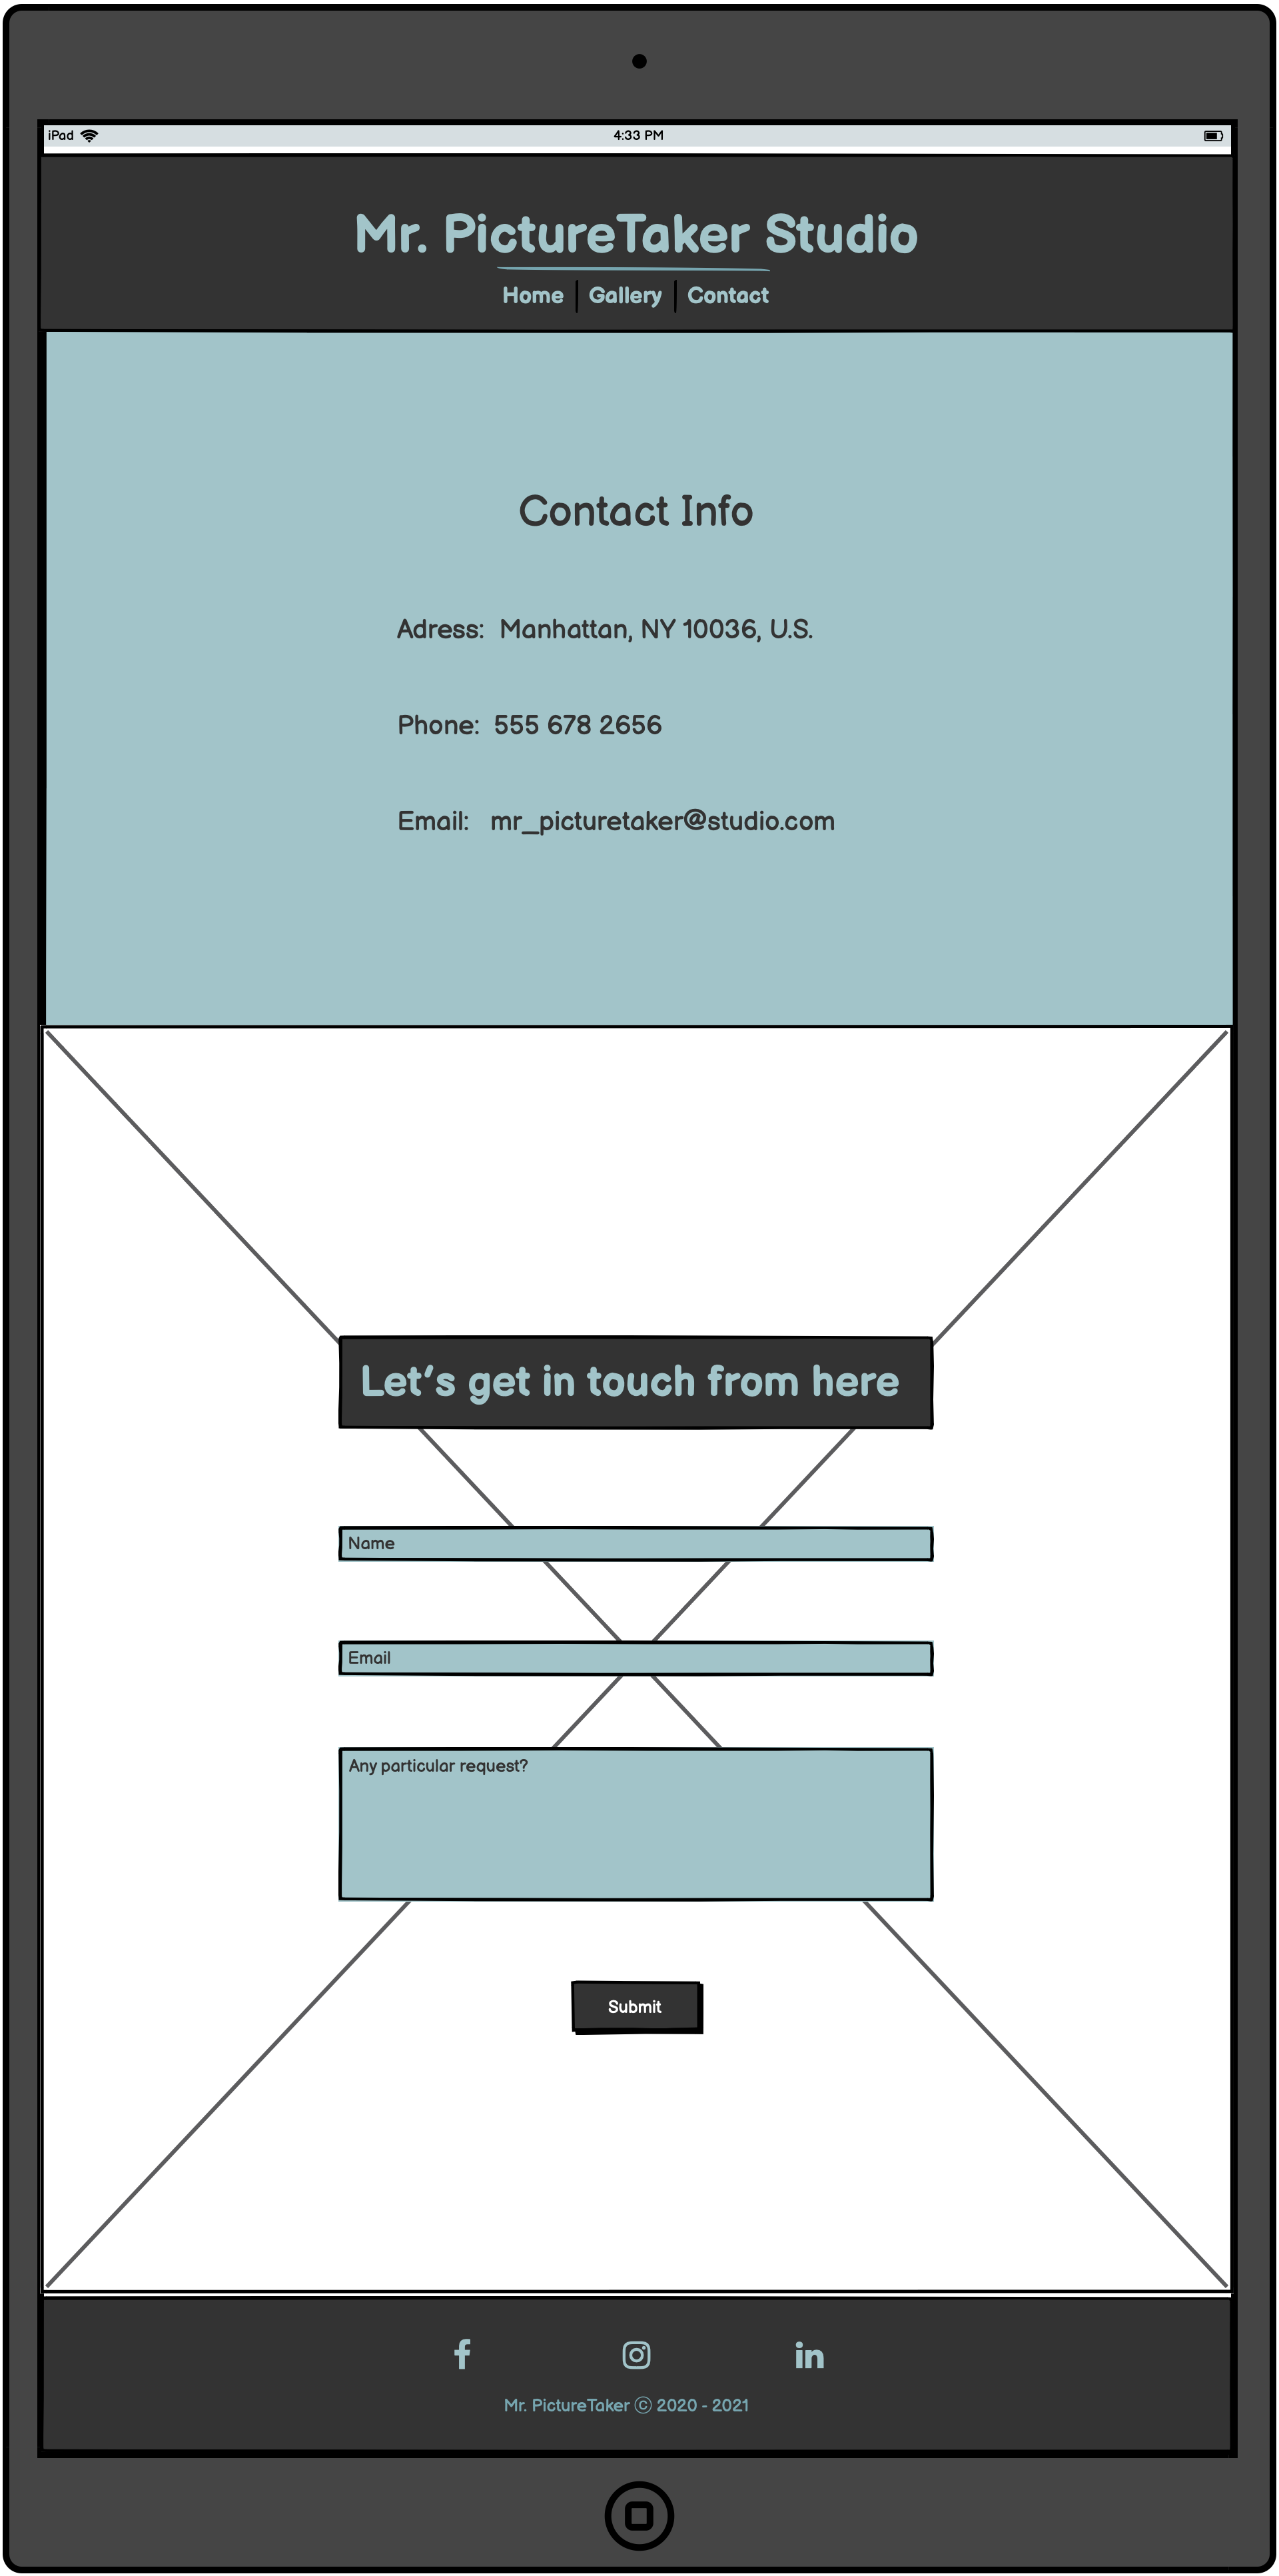 iPad 4:33 PM
Mr. PictureTaker Studio
Home Gallery Contact
Contact Info
Adress: Manhattan, NY 10036, U.S.
Phone: 555 678 2656
Email: mr_picturetaker@studio.com
Let's get in touch from here
Name
Email
Any particular request?
Submit
f in
Mr. PictureTaker © 2020 - 2021